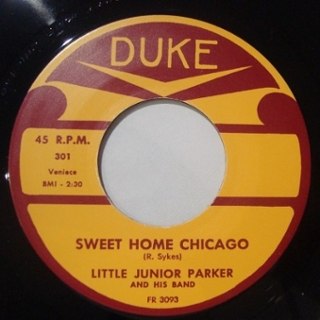 DUKE
45 R.P.M.
301
Veniece
BMI - 2:30
SWEET HOME CHICAGO
(R. Sykes)
LITTLE JUNIOR PARKER
AND HIS BAND
FR 3093